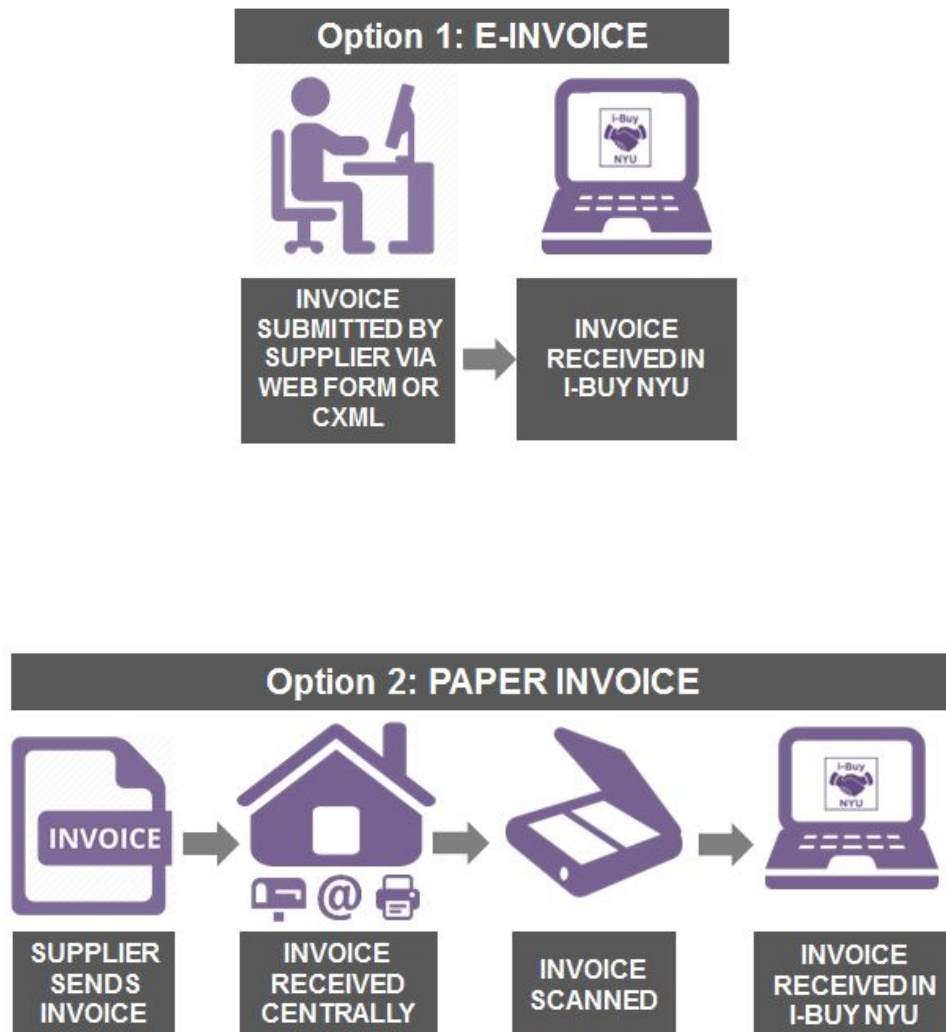 Option 1: E-INVOICE
i-Buy
NYU
INVOICE
SUBMITTED BY
SUPPLIER VIA
WEB FORM OR
CXML
INVOICE
RECEIVED IN
I-BUY NYU
Option 2: PAPER INVOICE
INVOICE
@
i-Buy
NYU
SUPPLIER
SENDS
INVOICE
INVOICE
RECEIVED
CENTRALLY
INVOICE
SCANNED
INVOICE
RECEIVED IN
I-BUY NYU